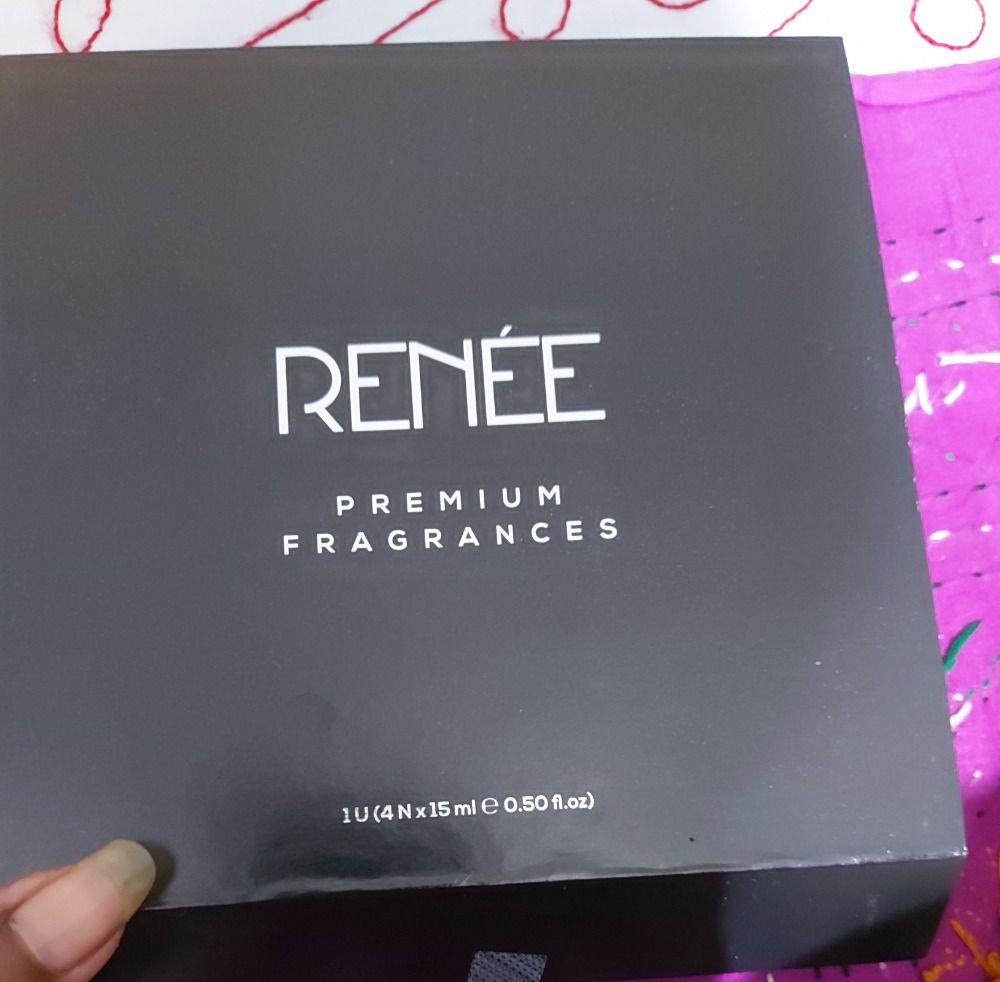 RENÉE
PREMIUM
FRAGRANCES
1 U (4 N x 15 ml ℮ 0.50 fl.oz)